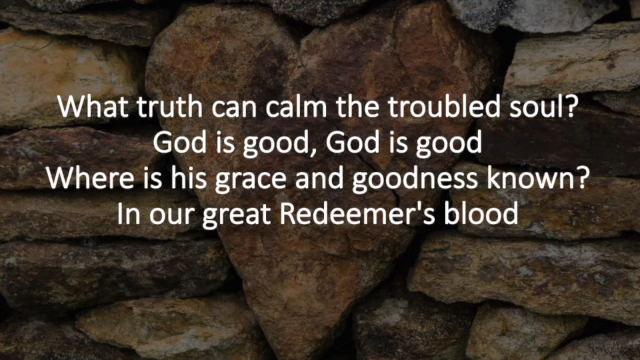 What truth can calm the troubled soul?
God is good, God is good
Where is his grace and goodness known?
In our great Redeemer's blood